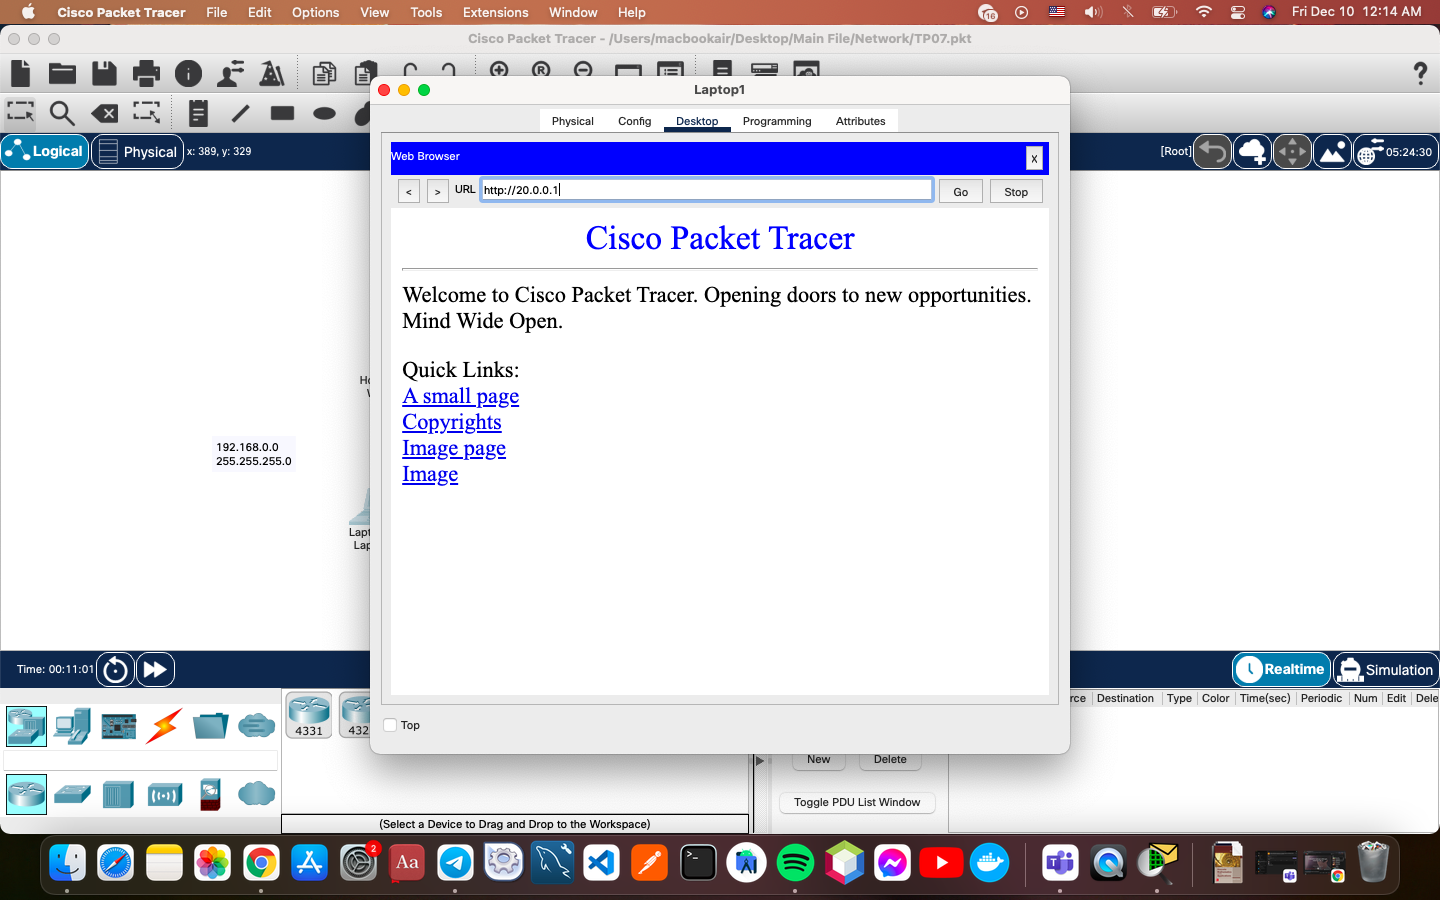 Cisco Packet Tracer File Edit Options View Tools Extensions Window Help 16 Fri Dec 10 12:14 AM
Cisco Packet Tracer - /Users/macbookair/Desktop/Main File/Network/TP07.pkt
Laptop1
Physical Config Desktop Programming Attributes
Logical Physical x: 389, y: 329 [Root] 05:24:30
Web Browser X
< > URL http://20.0.0.1 Go Stop
Cisco Packet Tracer
Welcome to Cisco Packet Tracer. Opening doors to new opportunities.
Mind Wide Open.
Quick Links:
A small page
Copyrights
Image page
Image
192.168.0.0
255.255.255.0
Time: 00:11:01 Realtime Simulation
Destination Type Color Time(sec) Periodic Num Edit
4331
Top
New Delete
Toggle PDU List Window
(Select a Device to Drag and Drop to the Workspace)
2
Aa